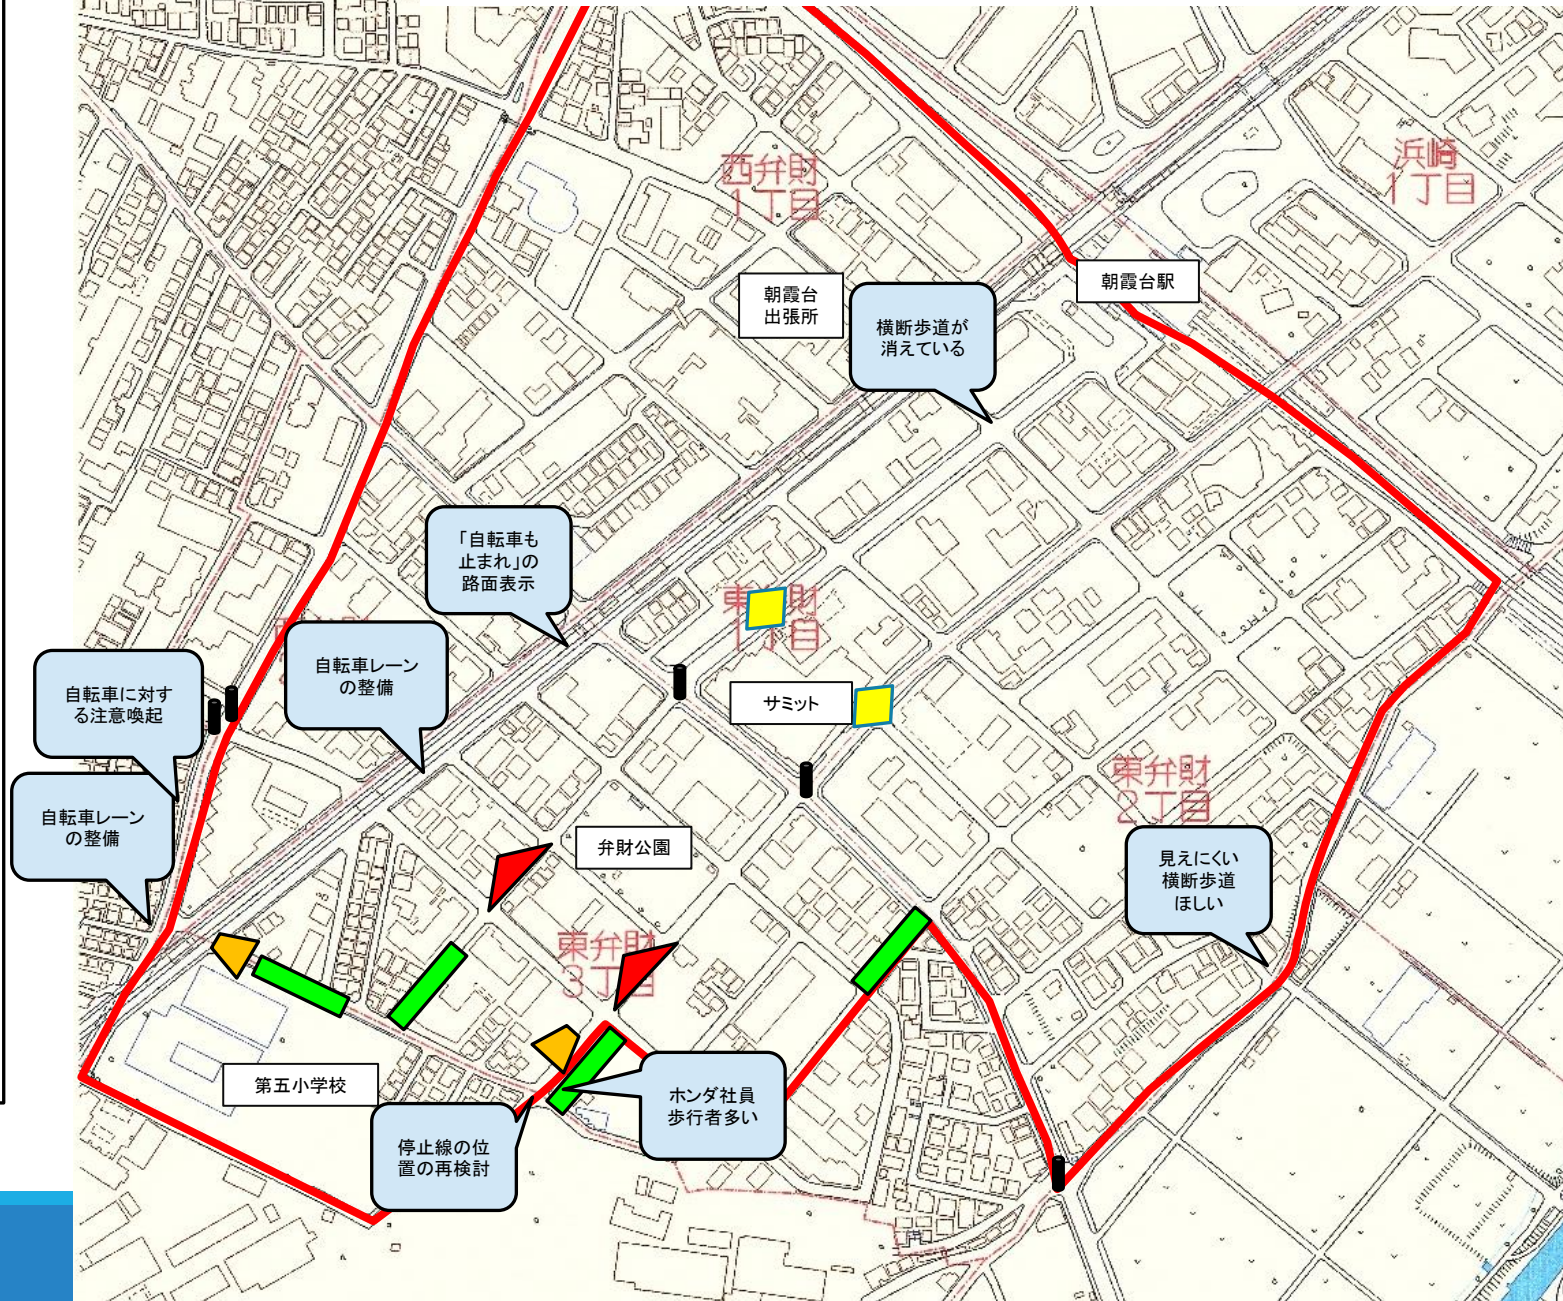 西弁財
1丁目
浜崎
1丁目
朝霞台駅
朝霞台
出張所
横断歩道が
消えている
「自転車も
止まれ」の
路面表示
東弁財
1丁目
自転車レーン
の整備
自転車に対す
る注意喚起
サミット
自転車レーン
の整備
東弁財
2丁目
弁財公園
見えにくい
横断歩道
ほしい
東弁財
3丁目
第五小学校
ホンダ社員
歩行者多い
停止線の位
置の再検討